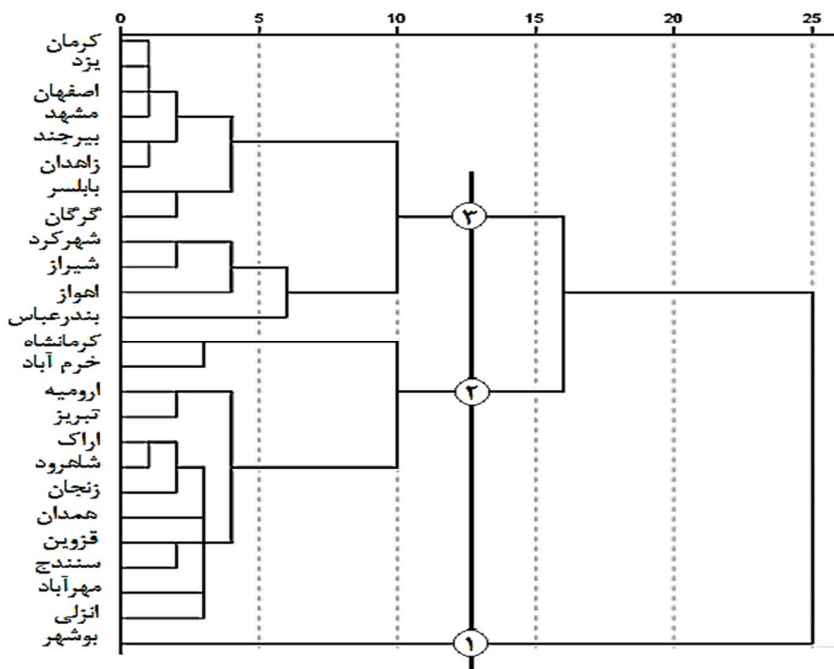 0 5 10 15 20 25
کرمان
یزد
اصفهان
مشهد
بیرجند
زاهدان
بابلسر
گرگان
۳
شهرکرد
شیراز
اهواز
بندرعباس
کرمانشاه
خرم آباد
ارومیه
۲
تبریز
اراک
شاهرود
زنجان
همدان
قزوین
سنندج
مهرآباد
انزلی
بوشهر
۱